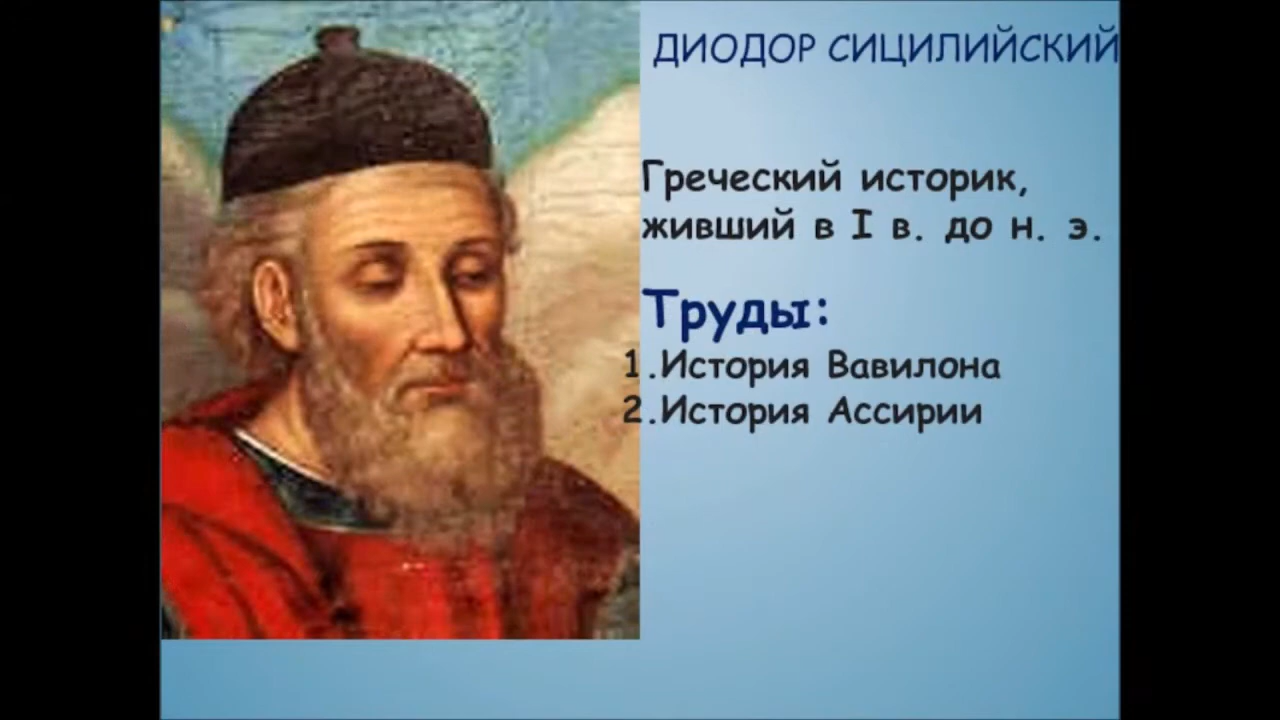 ДИОДОР СИЦИЛИЙСКИЙ
Греческий историк,
живший в I в. до н. э.
Труды:
1.История Вавилона
2.История Ассирии